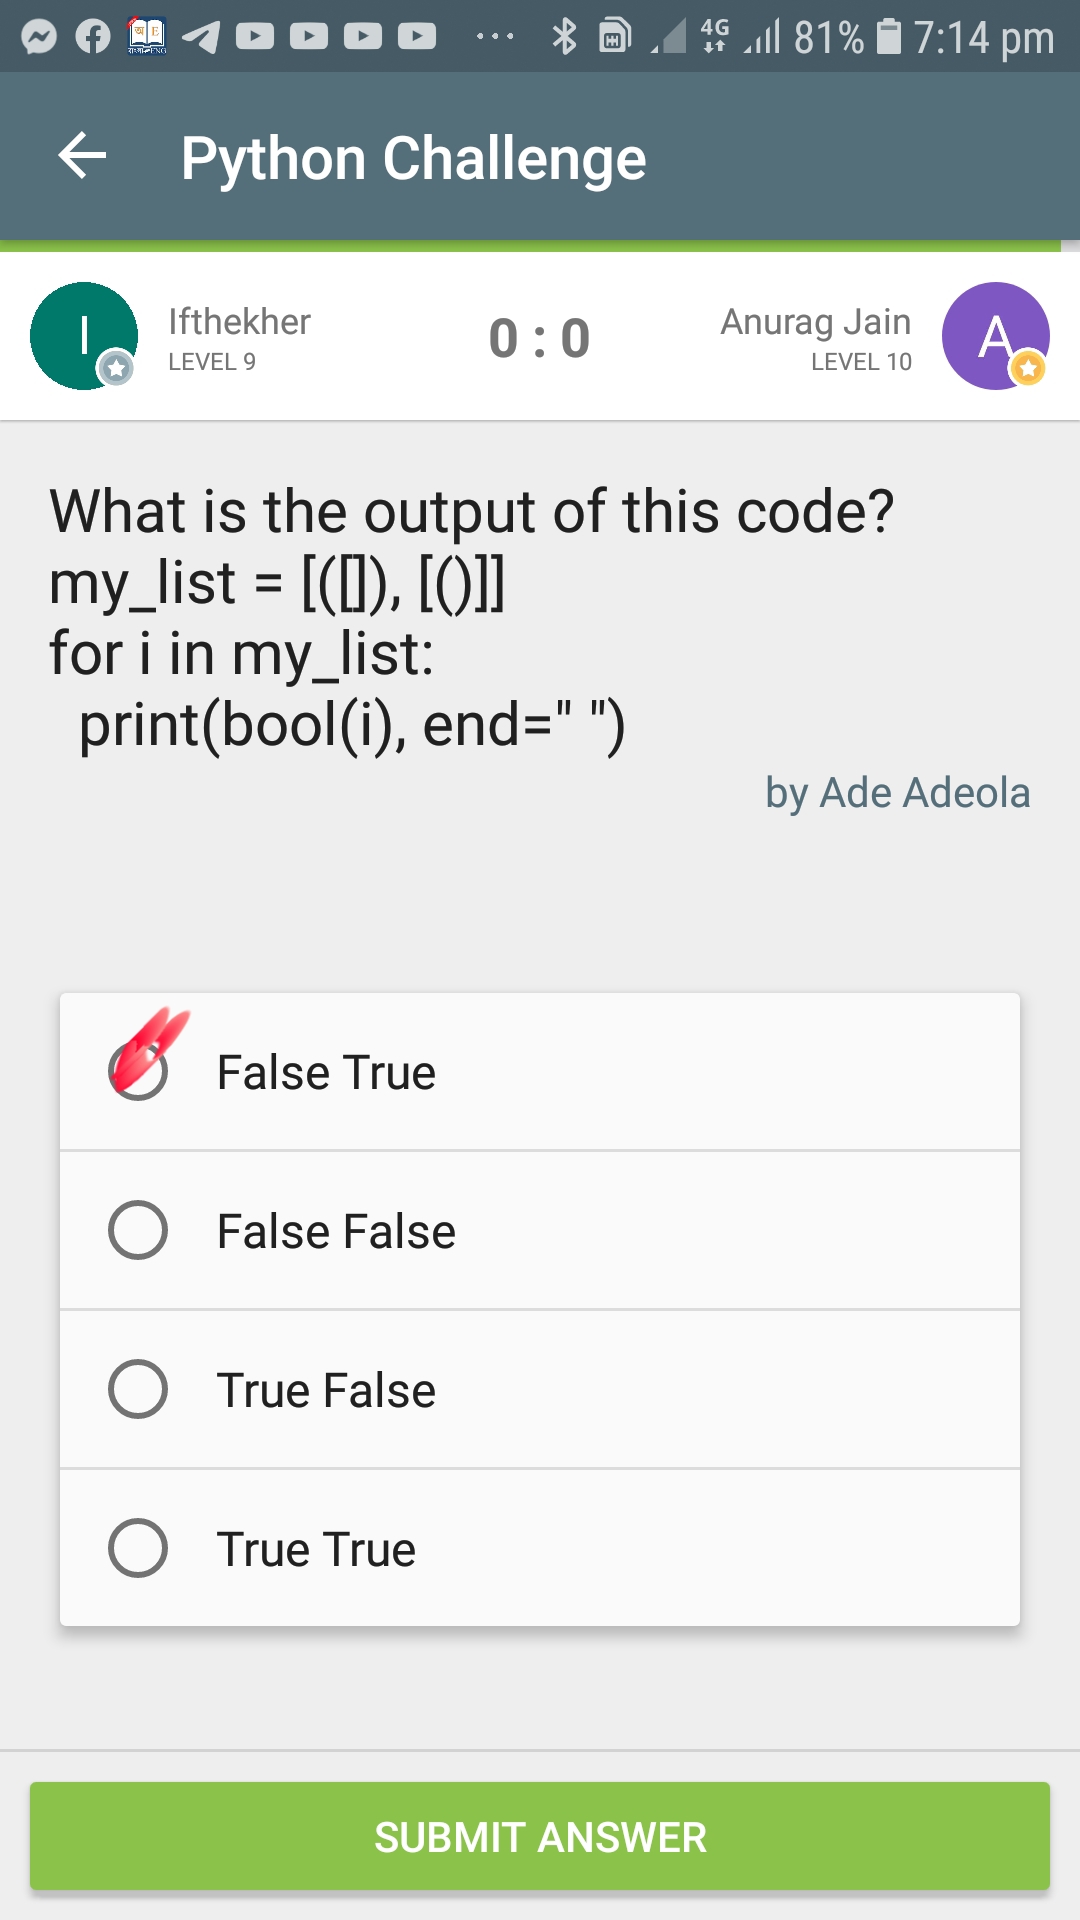 4G 81% 7:14 pm
Python Challenge
I Ifthekher LEVEL 9
0 : 0
Anurag Jain LEVEL 10 A
What is the output of this code?
my_list = [([]), [()]]
for i in my_list:
  print(bool(i), end=" ")
by Ade Adeola
False True
False False
True False
True True
SUBMIT ANSWER